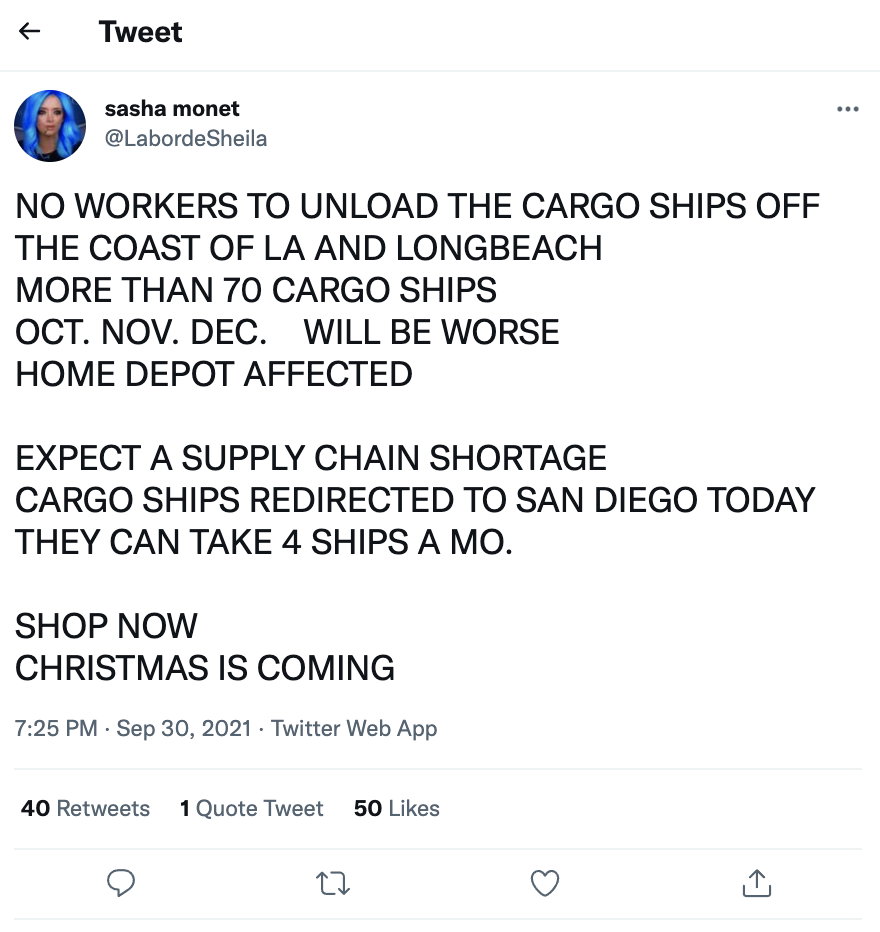 Tweet
sasha monet
@LabordeSheila
NO WORKERS TO UNLOAD THE CARGO SHIPS OFF
THE COAST OF LA AND LONGBEACH
MORE THAN 70 CARGO SHIPS
OCT. NOV. DEC.    WILL BE WORSE
HOME DEPOT AFFECTED
EXPECT A SUPPLY CHAIN SHORTAGE
CARGO SHIPS REDIRECTED TO SAN DIEGO TODAY
THEY CAN TAKE 4 SHIPS A MO.
SHOP NOW
CHRISTMAS IS COMING
7:25 PM · Sep 30, 2021 · Twitter Web App
40 Retweets 1 Quote Tweet 50 Likes